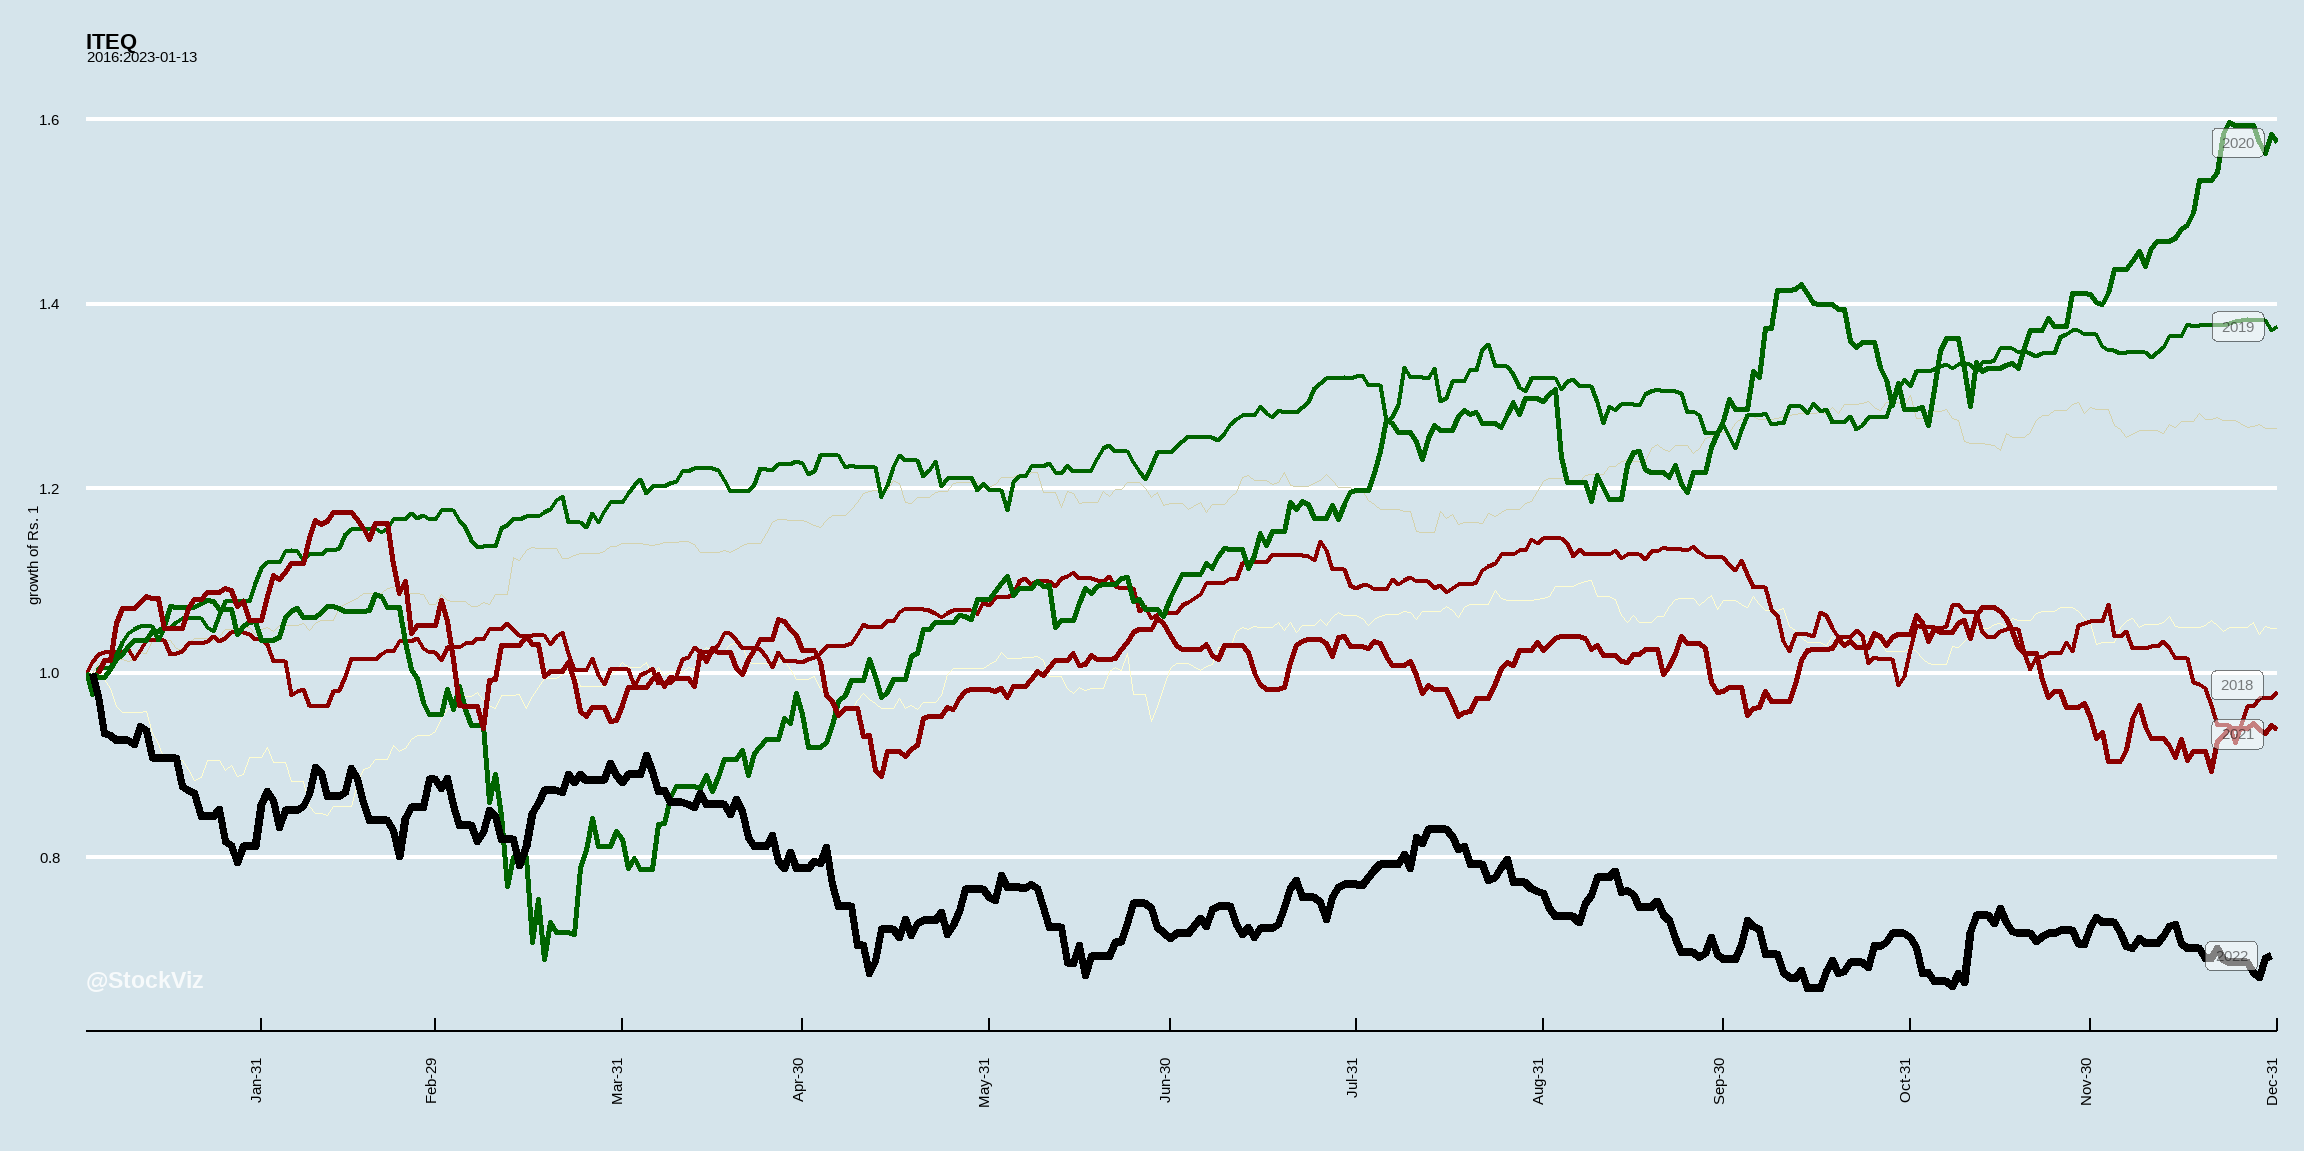 ITEQ
2016:2023-01-13
1.6
1.4
1.2
1.0
0.8
growth of Rs. 1
2020
2019
2018
2021
2022
@StockViz
Jan-31
Feb-29
Mar-31
Apr-30
May-31
Jun-30
Jul-31
Aug-31
Sep-30
Oct-31
Nov-30
Dec-31